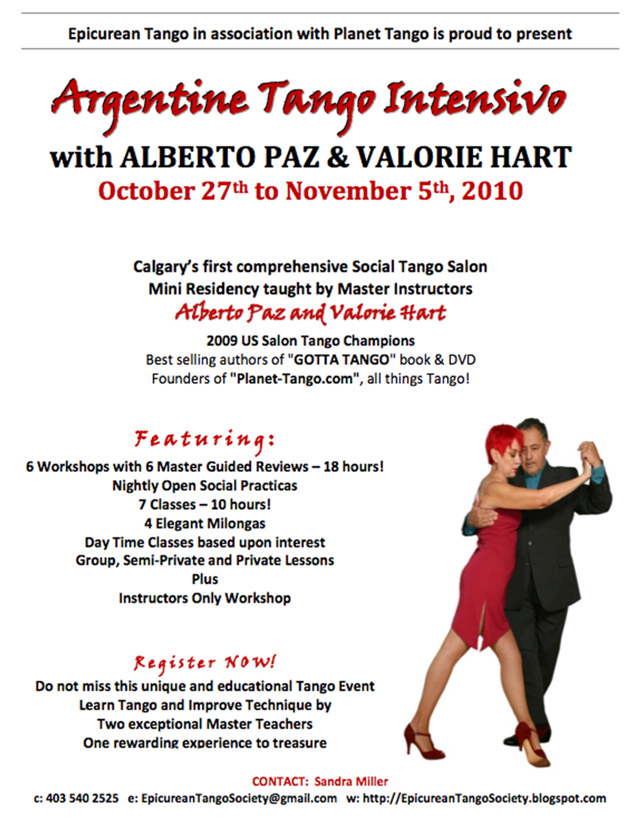 Epicurean Tango in association with Planet Tango is proud to present
Argentine Tango Intensivo
with ALBERTO PAZ & VALORIE HART
October 27th to November 5th, 2010
Calgary's first comprehensive Social Tango Salon
Mini Residency taught by Master Instructors
Alberto Paz and Valorie Hart
2009 US Salon Tango Champions
Best selling authors of "GOTTA TANGO" book & DVD
Founders of "Planet-Tango.com", all things Tango!
Featuring:
6 Workshops with 6 Master Guided Reviews – 18 hours!
Nightly Open Social Practicas
7 Classes – 10 hours!
4 Elegant Milongas
Day Time Classes based upon interest
Group, Semi-Private and Private Lessons
Plus
Instructors Only Workshop
Register NOW!
Do not miss this unique and educational Tango Event
Learn Tango and Improve Technique by
Two exceptional Master Teachers
One rewarding experience to treasure
CONTACT: Sandra Miller
c: 403 540 2525 e: EpicureanTangoSociety@gmail.com w: http://EpicureanTangoSociety.blogspot.com